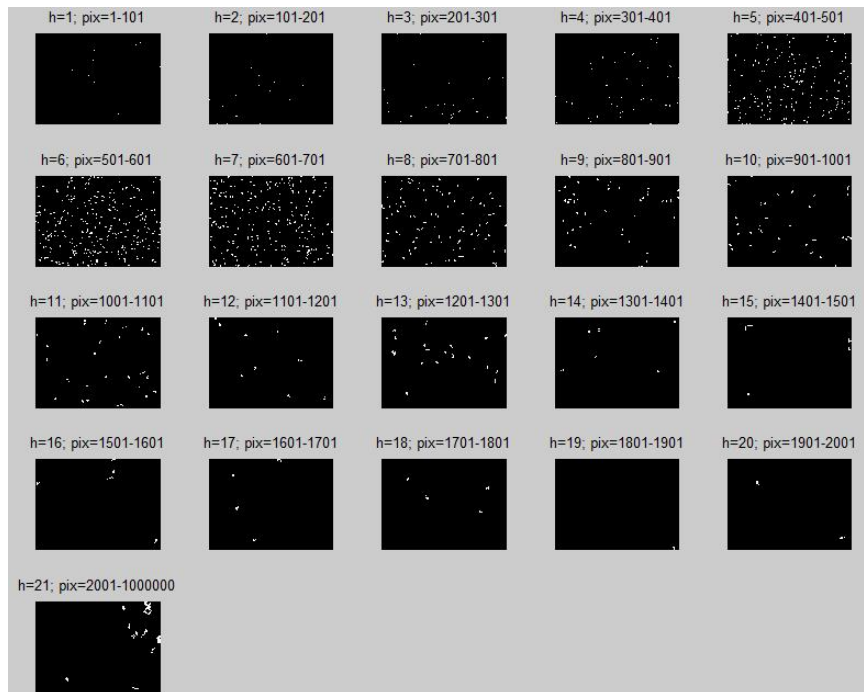 h=1; pix=1-101
h=2; pix=101-201
h=3; pix=201-301
h=4; pix=301-401
h=5; pix=401-501
h=6; pix=501-601
h=7; pix=601-701
h=8; pix=701-801
h=9; pix=801-901
h=10; pix=901-1001
h=11; pix=1001-1101
h=12; pix=1101-1201
h=13; pix=1201-1301
h=14; pix=1301-1401
h=15; pix=1401-1501
h=16; pix=1501-1601
h=17; pix=1601-1701
h=18; pix=1701-1801
h=19; pix=1801-1901
h=20; pix=1901-2001
h=21; pix=2001-1000000